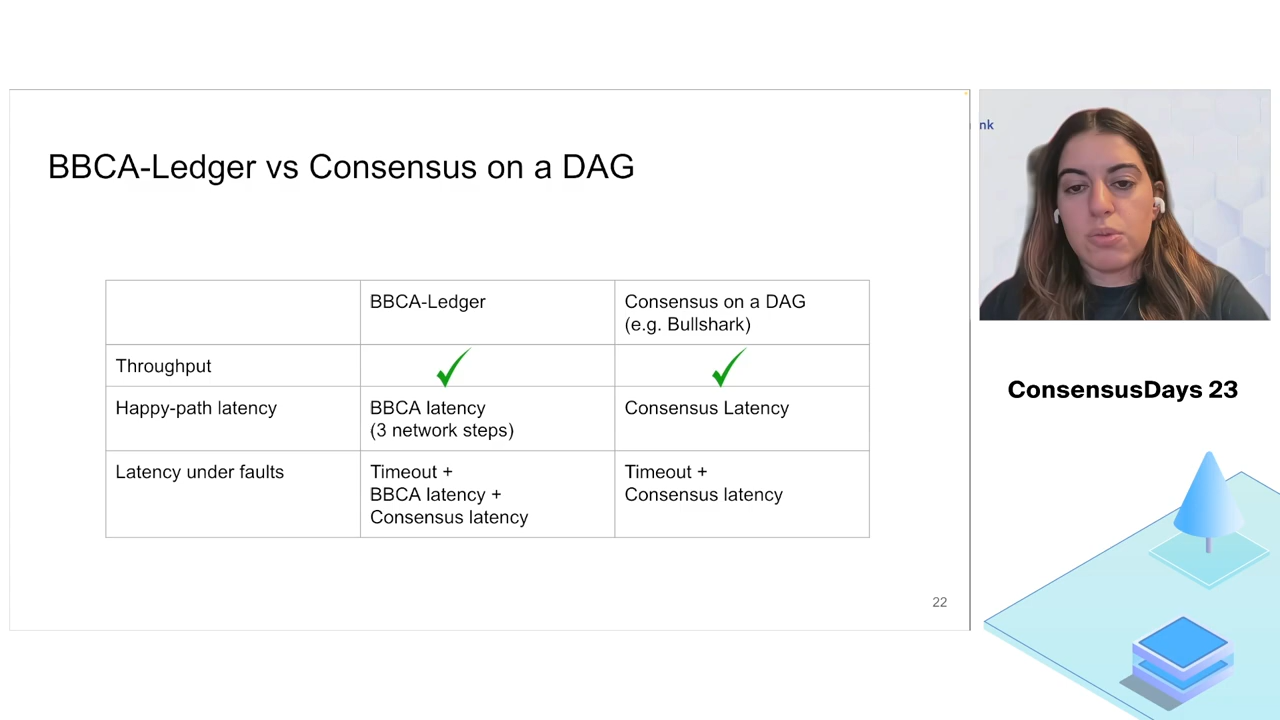 BBCA-Ledger vs Consensus on a DAG
BBCA-Ledger
Consensus on a DAG
(e.g. Bullshark)
Throughput
Happy-path latency
BBCA latency
(3 network steps)
Consensus Latency
Latency under faults
Timeout +
BBCA latency +
Consensus latency
Timeout +
Consensus latency
22
nk
ConsensusDays 23